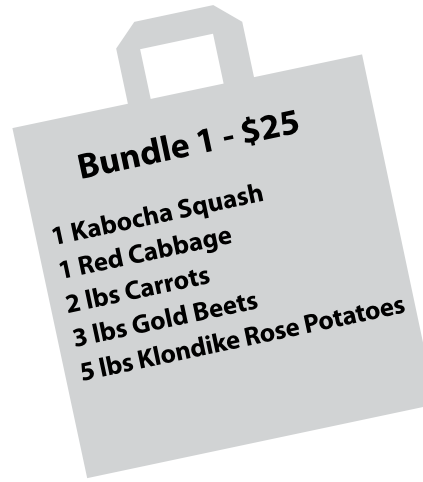 Bundle 1 - $25
1 Kabocha Squash
1 Red Cabbage
2 lbs Carrots
3 lbs Gold Beets
5 lbs Klondike Rose Potatoes